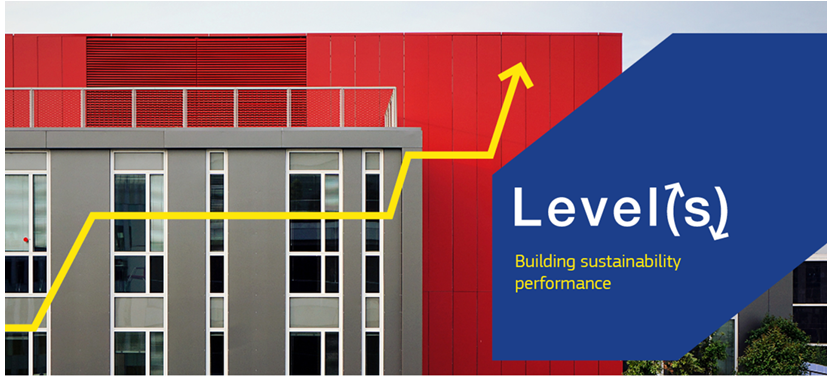 Level(s)
Building sustainability
performance